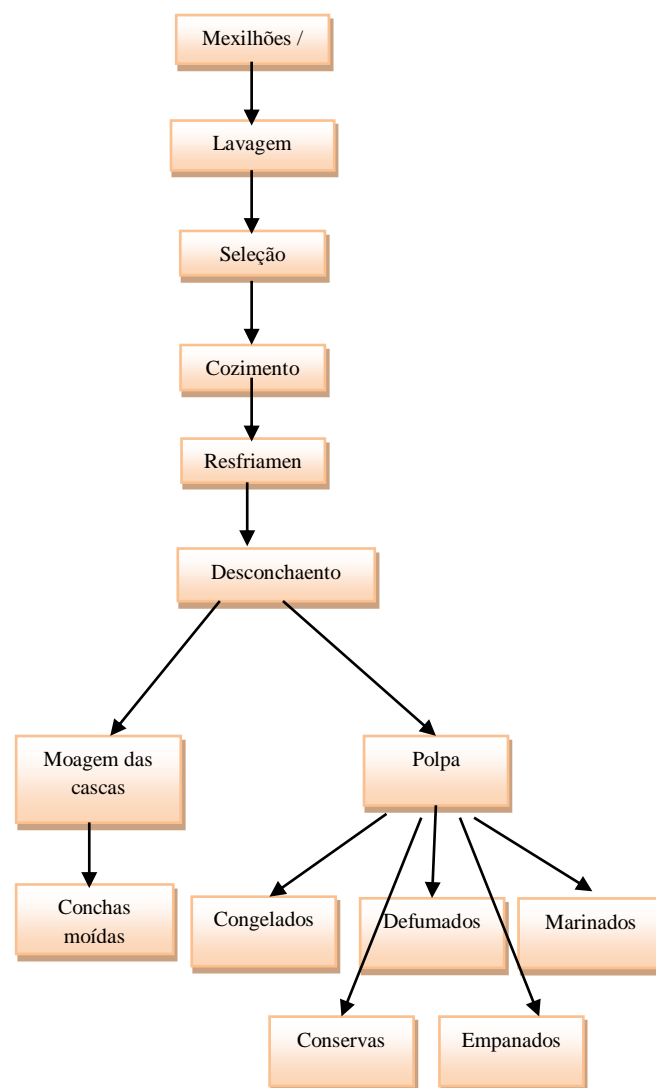 Mexilhões /
Lavagem
Seleção
Cozimento
Resfriamen
Desconchaento
Moagem das
cascas
Polpa
Conchas
moídas
Congelados
Defumados
Marinados
Conservas
Empanados